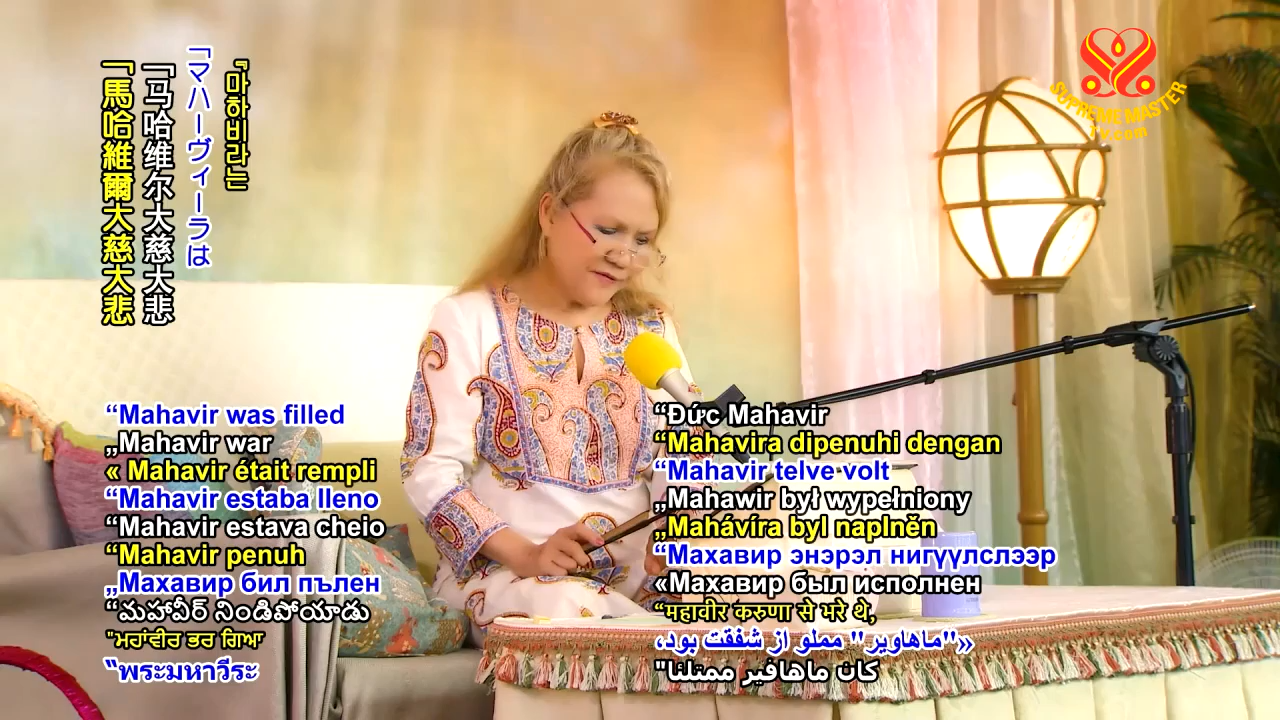 SUPREME MASTER
TV.com
「馬哈維爾大慈大悲
「马哈维尔大慈大悲
「マハーヴィーラは
『마하비라는
“Mahavir was filled
„Mahavir war
« Mahavir était rempli
“Mahavir estaba lleno
“Mahavir estava cheio
“Mahavir penuh
„Махавир бил пълен
“మహావీర్ నిండిపోయాడు
"ਮਹਾਂਵੀਰ ਭਰ ਗਿਆ
“พระมหาวีระ
“Đức Mahavir
“Mahavira dipenuhi dengan
“Mahavir telve volt
„Mahawir był wypełniony
„Mahávíra byl naplněn
“Махавир энэрэл нигүүлслээр
«Махавир был исполнен
“महावीर करुणा से भरे थे,
«"ماهاویر" مملو از شفقت بود،
"كان ماهافير ممتلئا